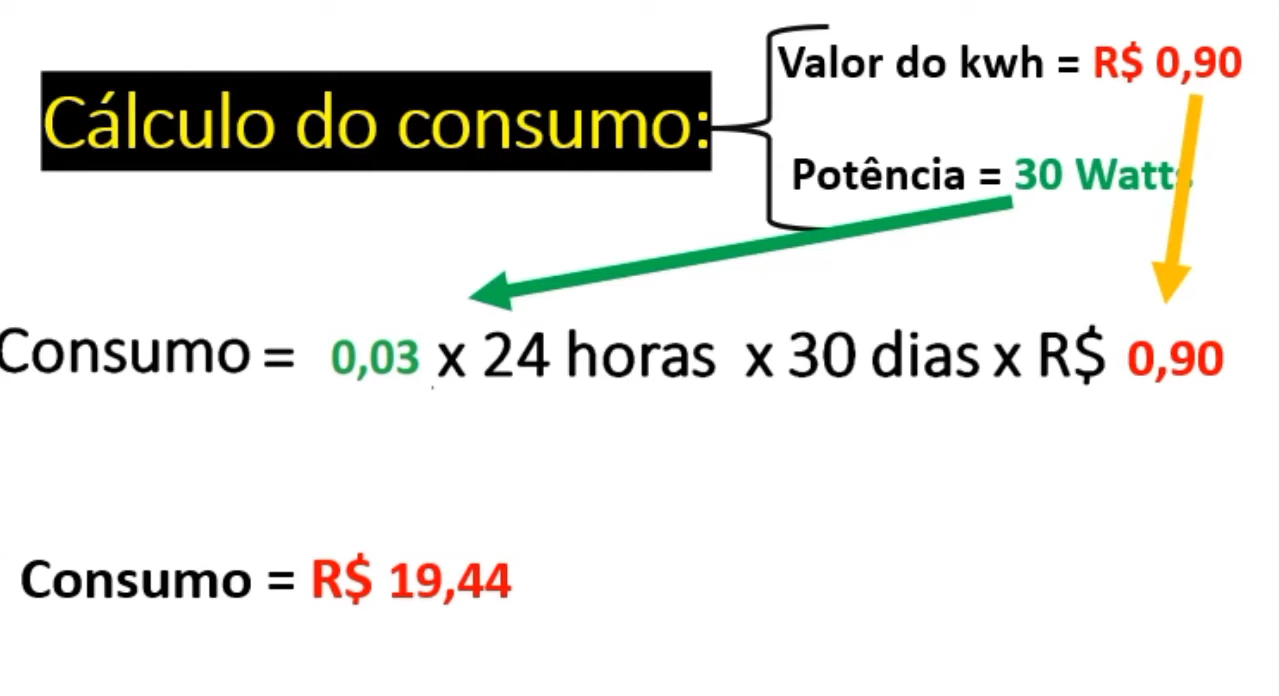 Valor do kwh = R$ 0,90
Cálculo do consumo:
Potência = 30 Watts
Consumo = 0,03 x 24 horas x 30 dias x R$ 0,90
Consumo = R$ 19,44